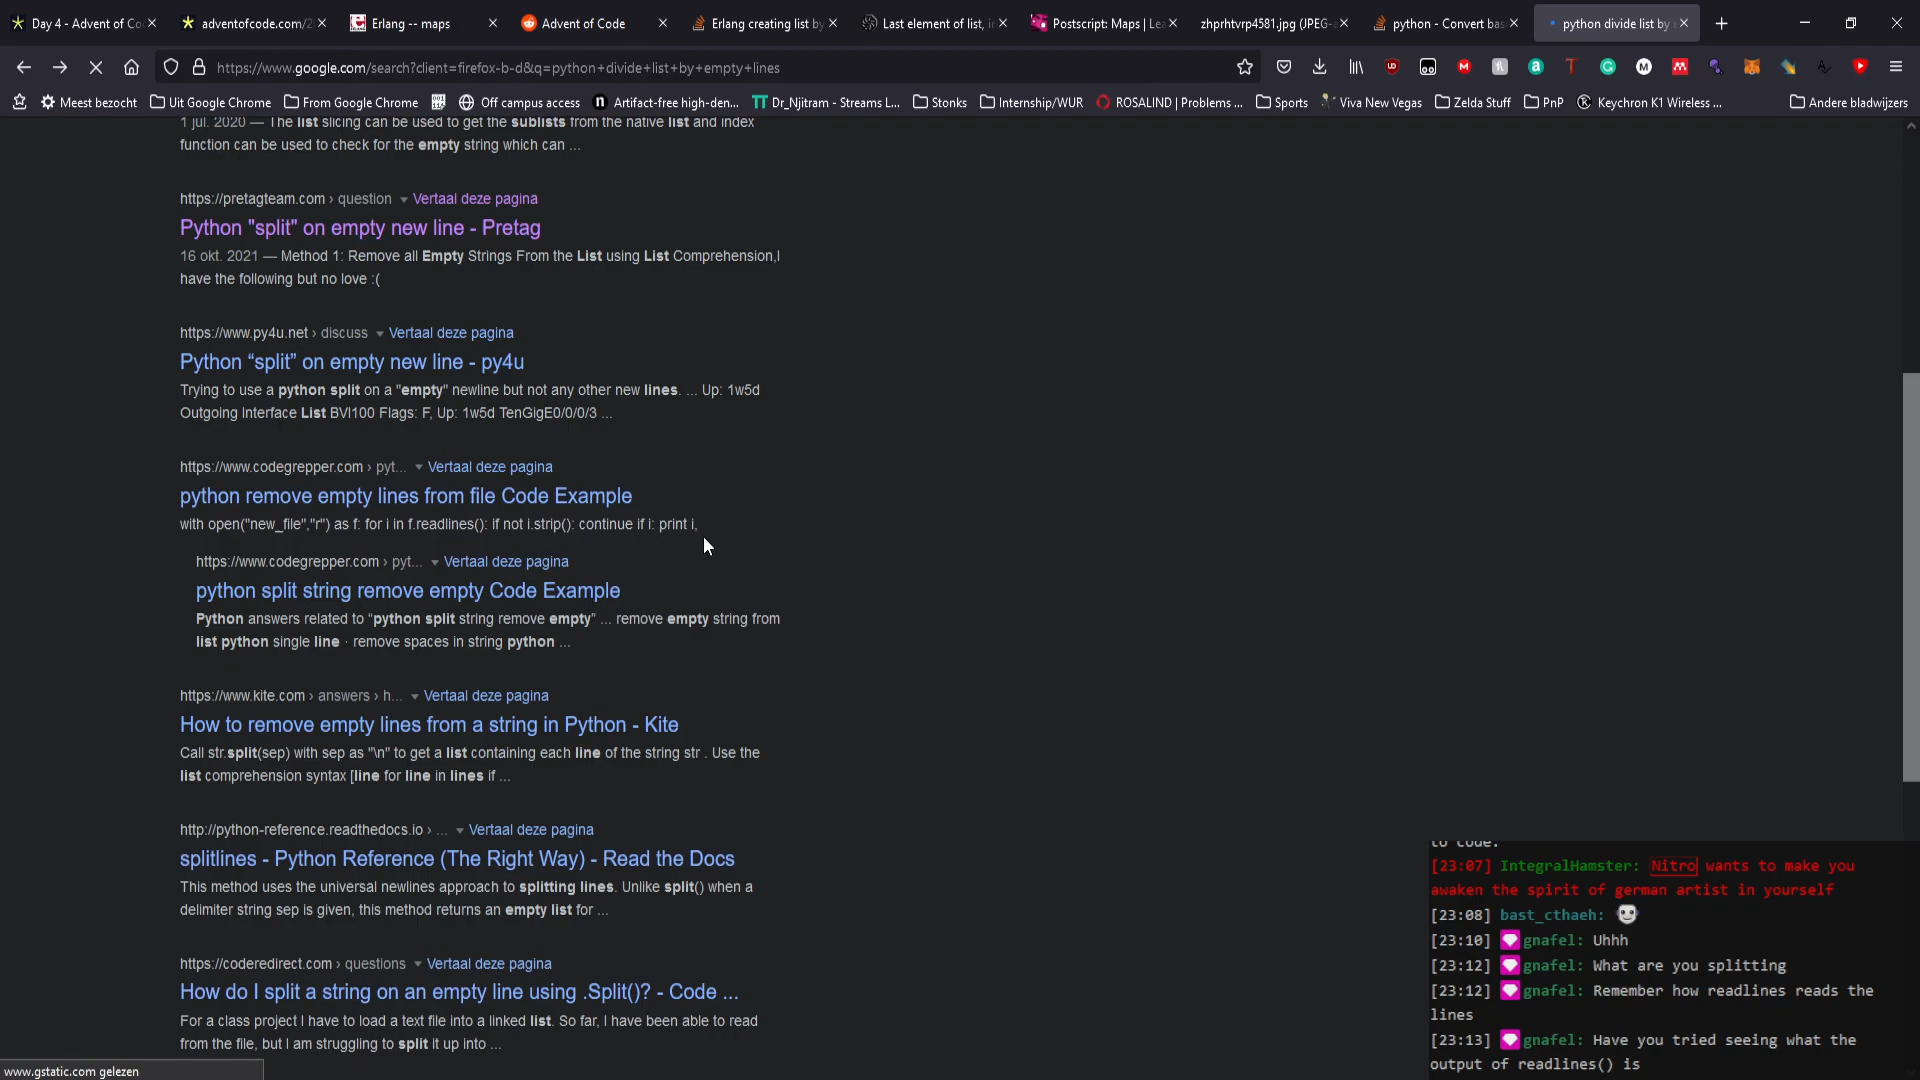 Day 4 - Advent of Co
adventofcode.com/2
Erlang -- maps
Advent of Code
Erlang creating list by
Last element of list, i
Postscript: Maps | Lea
zhprhtvrp4581.jpg (JPEG-
python - Convert bas
python divide list by e
https://www.google.com/search?client=firefox-b-d&q=python+divide+list+by+empty+lines
Meest bezocht
Uit Google Chrome
From Google Chrome
Off campus access
Artifact-free high-den...
Dr_Njitram - Streams L...
Stonks
Internship/WUR
ROSALIND | Problems ...
Sports
Viva New Vegas
Zelda Stuff
PnP
Keychron K1 Wireless ...
Andere bladwijzers
1 jul. 2020 — The list slicing can be used to get the sublists from the native list and index
function can be used to check for the empty string which can ...
https://pretagteam.com › question Vertaal deze pagina
Python "split" on empty new line - Pretag
16 okt. 2021 — Method 1: Remove all Empty Strings From the List using List Comprehension,I
have the following but no love :(
https://www.py4u.net › discuss Vertaal deze pagina
Python “split” on empty new line - py4u
Trying to use a python split on a "empty" newline but not any other new lines. ... Up: 1w5d
Outgoing Interface List BVI100 Flags: F, Up: 1w5d TenGigE0/0/0/3 ...
https://www.codegrepper.com › pyt... Vertaal deze pagina
python remove empty lines from file Code Example
with open("new_file","r") as f: for i in f.readlines(): if not i.strip(): continue if i: print i,
https://www.codegrepper.com › pyt... Vertaal deze pagina
python split string remove empty Code Example
Python answers related to “python split string remove empty” ... remove empty string from
list python single line · remove spaces in string python ...
https://www.kite.com › answers › h... Vertaal deze pagina
How to remove empty lines from a string in Python - Kite
Call str.split(sep) with sep as "\n" to get a list containing each line of the string str . Use the
list comprehension syntax [line for line in lines if ...
http://python-reference.readthedocs.io › ... Vertaal deze pagina
splitlines - Python Reference (The Right Way) - Read the Docs
This method uses the universal newlines approach to splitting lines. Unlike split() when a
delimiter string sep is given, this method returns an empty list for ...
https://coderedirect.com › questions Vertaal deze pagina
How do I split a string on an empty line using .Split()? - Code ...
For a class project I have to load a text file into a linked list. So far, I have been able to read
from the file, but I am struggling to split it up into ...
www.gstatic.com gelezen
to code.
[23:07] IntegralHamster: Nitro wants to make you
awaken the spirit of german artist in yourself
[23:08] bast_cthaeh:
[23:10] gnafel: Uhhh
[23:12] gnafel: What are you splitting
[23:12] gnafel: Remember how readlines reads the
lines
[23:13] gnafel: Have you tried seeing what the
output of readlines() is